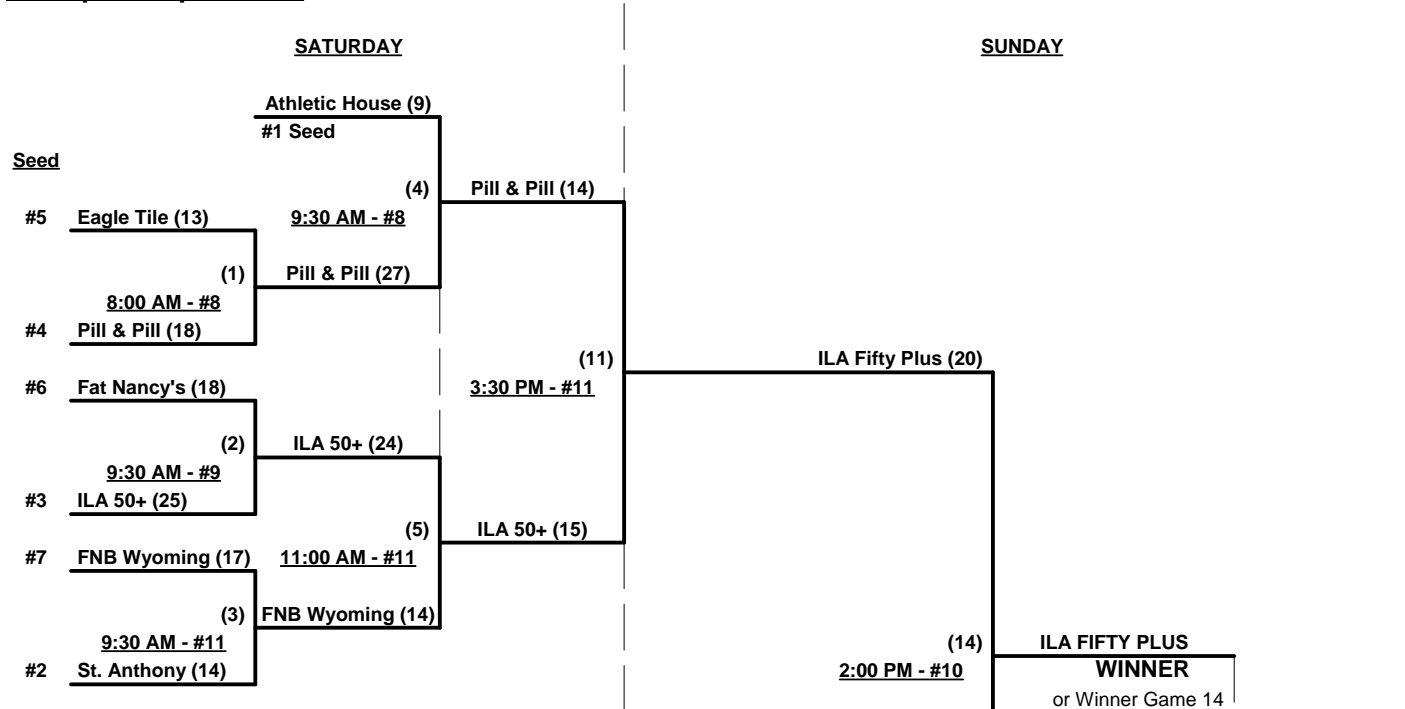 SATURDAY
SUNDAY
Athletic House (9)
#1 Seed
Seed
(4)
Pill & Pill (14)
#5
Eagle Tile (13)
9:30 AM - #8
(1)
Pill & Pill (27)
8:00 AM - #8
#4
Pill & Pill (18)
(11)
ILA Fifty Plus (20)
#6
Fat Nancy's (18)
3:30 PM - #11
(2)
ILA 50+ (24)
9:30 AM - #9
#3
ILA 50+ (25)
(5)
ILA 50+ (15)
#7
FNB Wyoming (17)
11:00 AM - #11
(3)
FNB Wyoming (14)
9:30 AM - #11
(14)
ILA FIFTY PLUS
#2
St. Anthony (14)
2:00 PM - #10
WINNER
or Winner Game 14